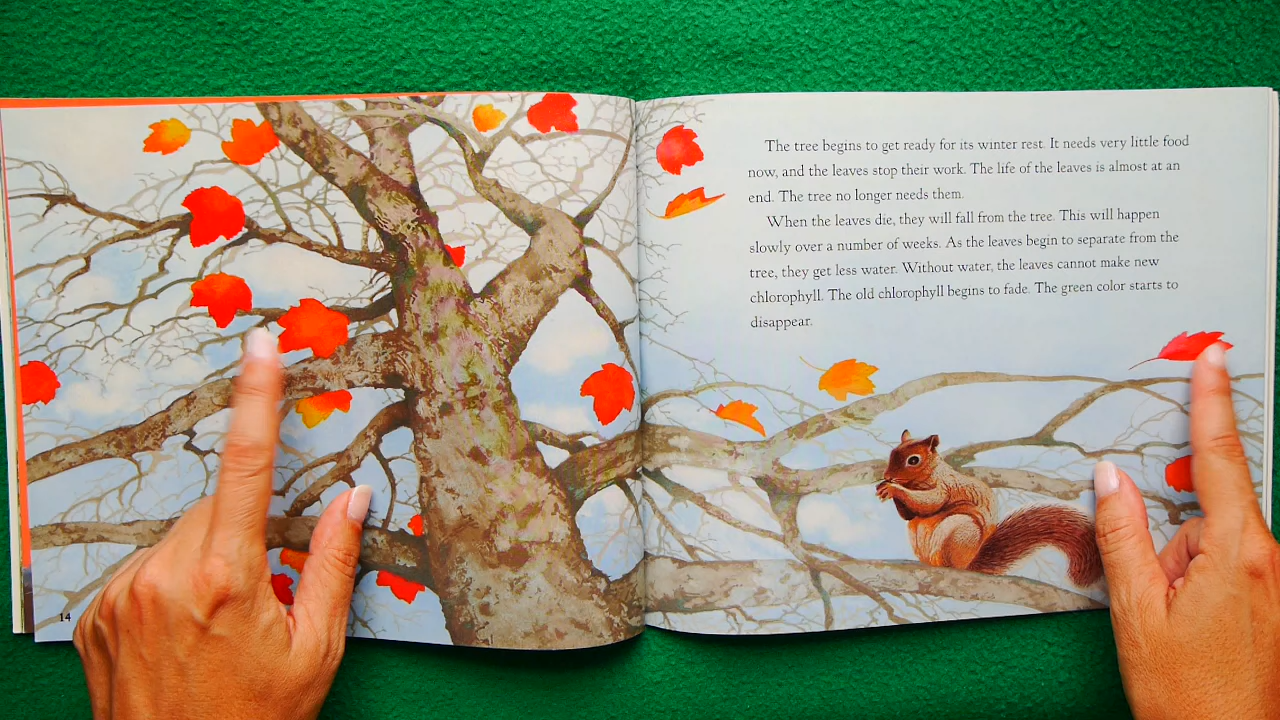 The tree begins to get ready for its winter rest. It needs very little food
now, and the leaves stop their work. The life of the leaves is almost at an
end. The tree no longer needs them.
When the leaves die, they will fall from the tree. This will happen
slowly over a number of weeks. As the leaves begin to separate from the
tree, they get less water. Without water, the leaves cannot make new
chlorophyll. The old chlorophyll begins to fade. The green color starts to
disappear.
14